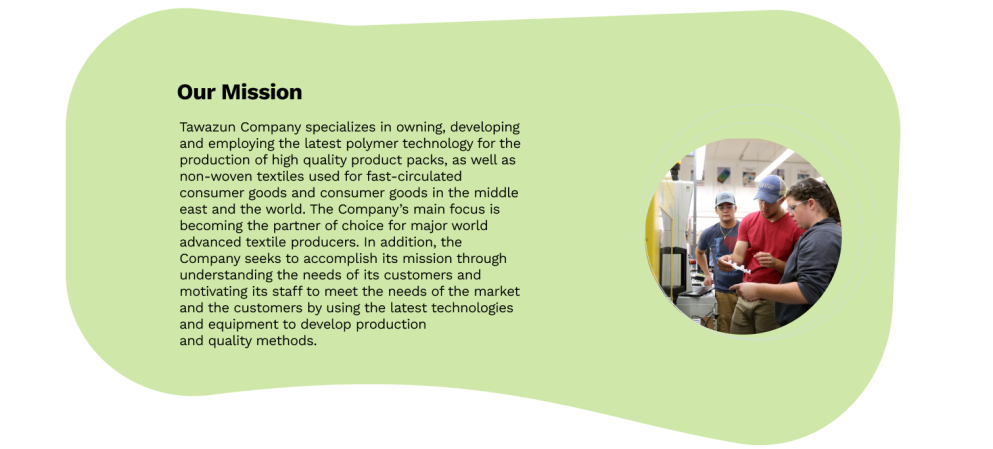 Our Mission
Tawazun Company specializes in owning, developing
and employing the latest polymer technology for the
production of high quality product packs, as well as
non-woven textiles used for fast-circulated
consumer goods and consumer goods in the middle
east and the world. The Company’s main focus is
becoming the partner of choice for major world
advanced textile producers. In addition, the
Company seeks to accomplish its mission through
understanding the needs of its customers and
motivating its staff to meet the needs of the market
and the customers by using the latest technologies
and equipment to develop production
and quality methods.